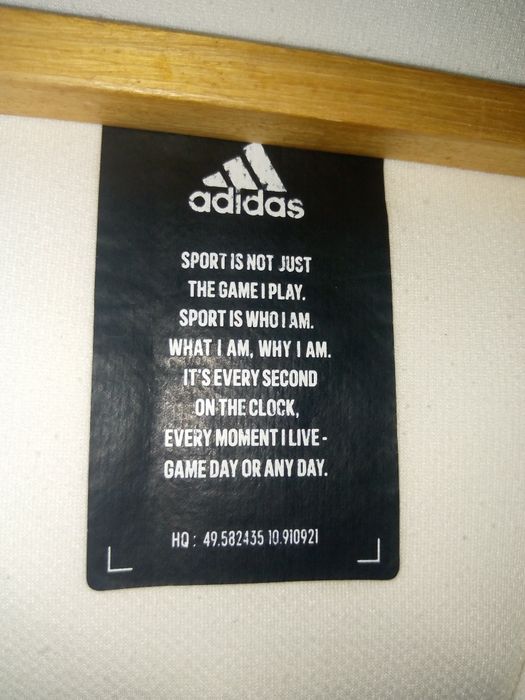 adidas
SPORT IS NOT JUST
THE GAME I PLAY.
SPORT IS WHO I AM.
WHAT I AM, WHY I AM.
IT'S EVERY SECOND
ON THE CLOCK,
EVERY MOMENT I LIVE -
GAME DAY OR ANY DAY.
HQ : 49.582435 10.910921